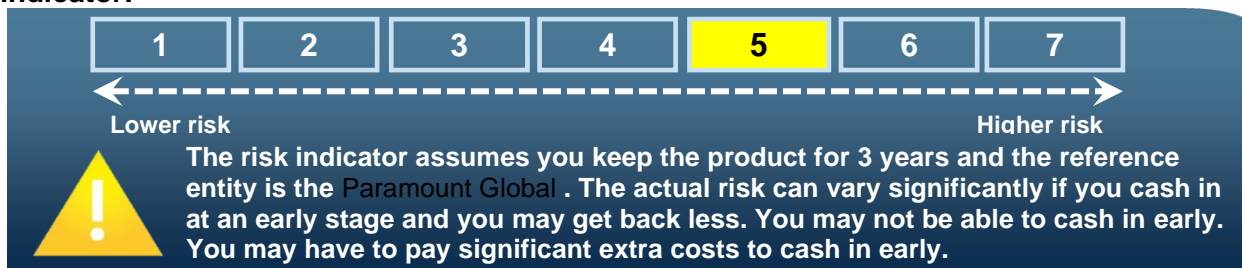 Indicator:
1 2 3 4 5 6 7
Lower risk Higher risk
The risk indicator assumes you keep the product for 3 years and the reference
entity is the Paramount Global . The actual risk can vary significantly if you cash in
at an early stage and you may get back less. You may not be able to cash in early.
You may have to pay significant extra costs to cash in early.